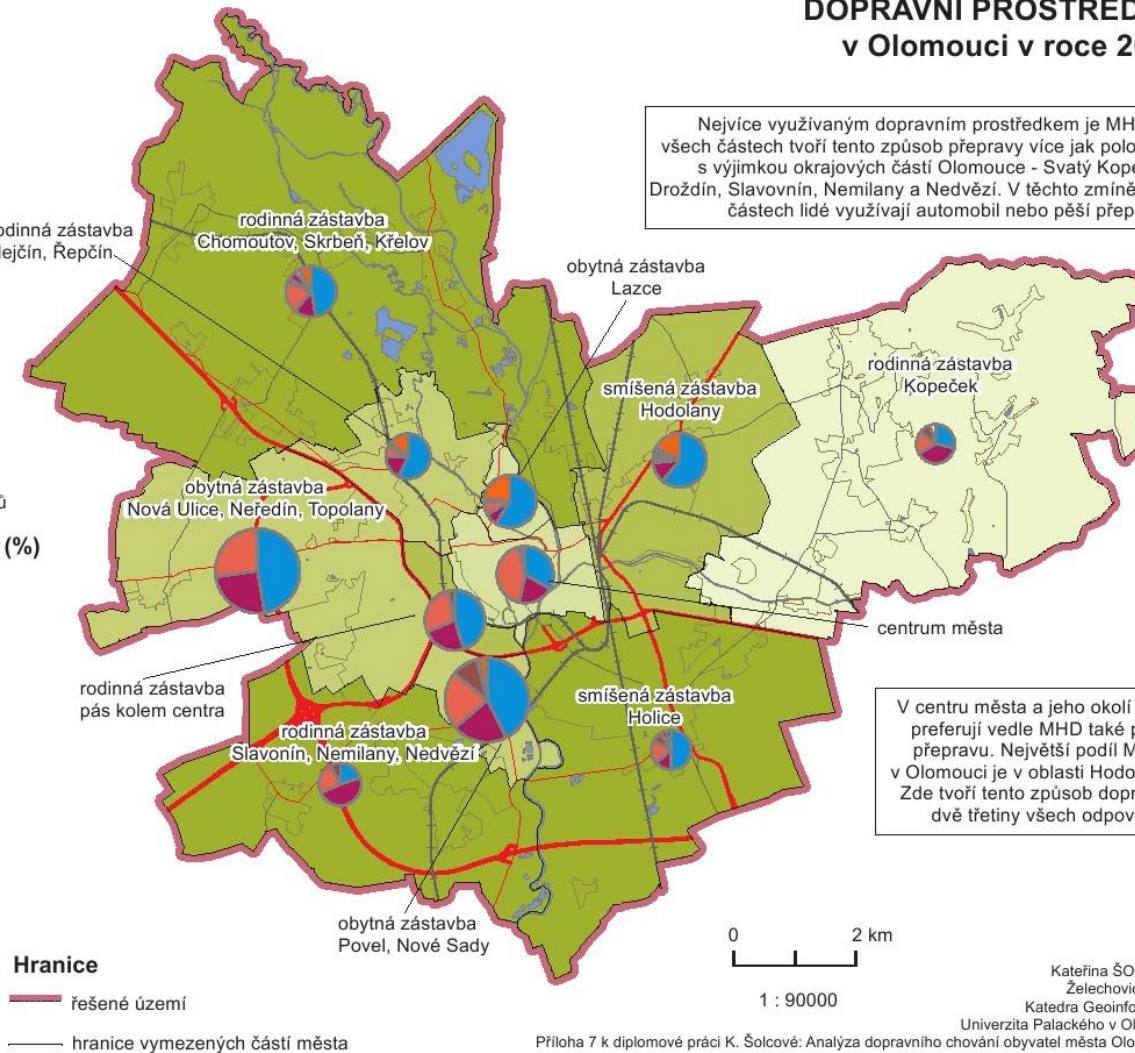 DOPRAVNÍ PROSTŘED
v Olomouci v roce 2
Nejvíce využívaným dopravním prostředkem je MH
všech částech tvoří tento způsob přepravy více jak polo
s výjimkou okrajových částí Olomouce - Svatý Kope
Droždín, Slavovnín, Nemilany a Nedvězí. V těchto zmíně
částech lidé využívají automobil nebo pěší přep
odinná zástavba
ejčín, Řepčín
rodinná zástavba
Chomoutov, Skrbeň, Křelov
obytná zástavba
Lazce
smíšená zástavba
Hodolany
rodinná zástavba
Kopeček
obytná zástavba
Nová Ulice, Neředín, Topolany
ů
(%)
centrum města
rodinná zástavba
pás kolem centra
rodinná zástavba
Slavonín, Nemilany, Nedvězí
smíšená zástavba
Holice
V centru města a jeho okolí
preferují vedle MHD také p
přepravu. Největší podíl M
v Olomouci je v oblasti Hodo
Zde tvoří tento způsob dopr
dvě třetiny všech odpov
obytná zástavba
Povel, Nové Sady
0 2 km
1 : 90000
Hranice
řešené území
hranice vymezených částí města
Kateřina ŠO
Želechovic
Katedra Geoinfo
Univerzita Palackého v Ol
Příloha 7 k diplomové práci K. Šolcové: Analýza dopravního chování obyvatel města Olo